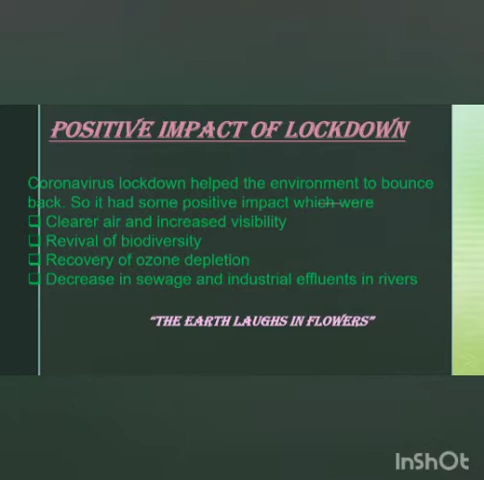 POSITIVE IMPACT OF LOCKDOWN
Coronavirus lockdown helped the environment to bounce
back. So it had some positive impact which were
Clearer air and increased visibility
Revival of biodiversity
Recovery of ozone depletion
Decrease in sewage and industrial effluents in rivers
"THE EARTH LAUGHS IN FLOWERS"
InShOt